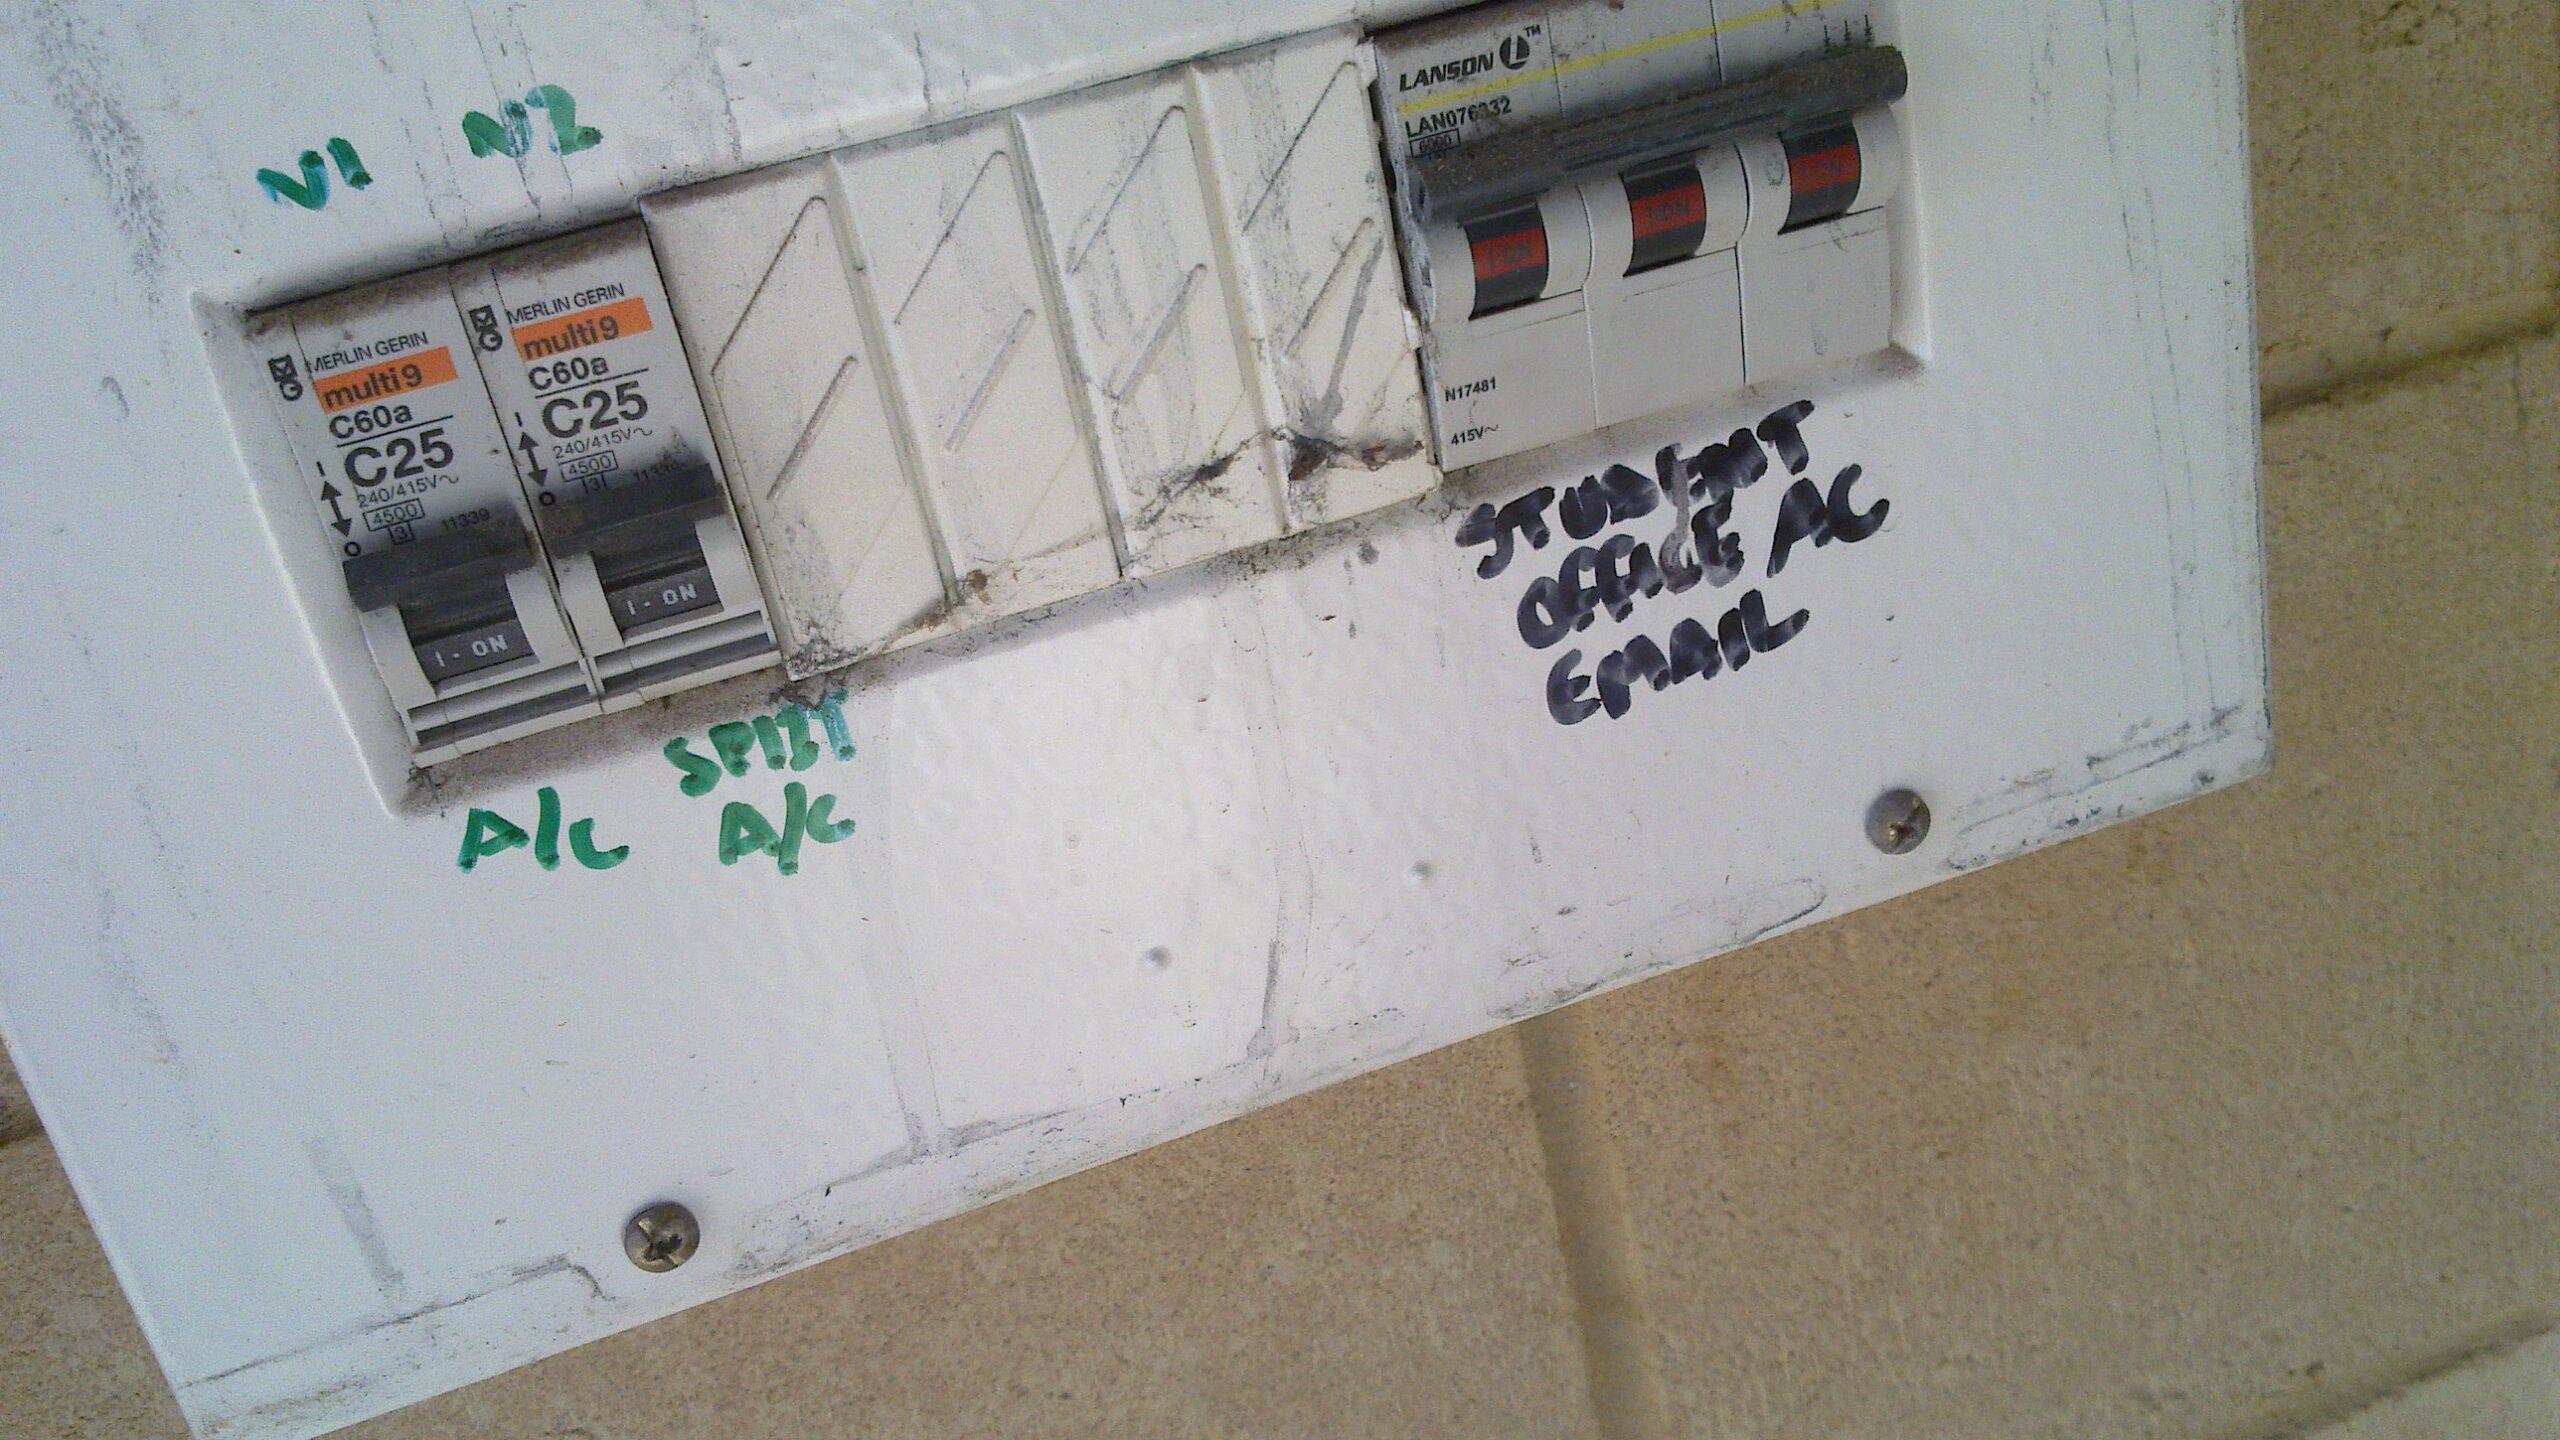 N1 N2
MERLIN GERIN
multi9
C60a
C25
240/415V~
4500
3
11339
I - ON
MERLIN GERIN
multi9
C60a
C25
240/415V~
4500
3
I - ON
A/C
SPLIT
A/C
LANSON
6000
I ON
N17481
415V~
STUDENT
OFFICE AC
EMAIL